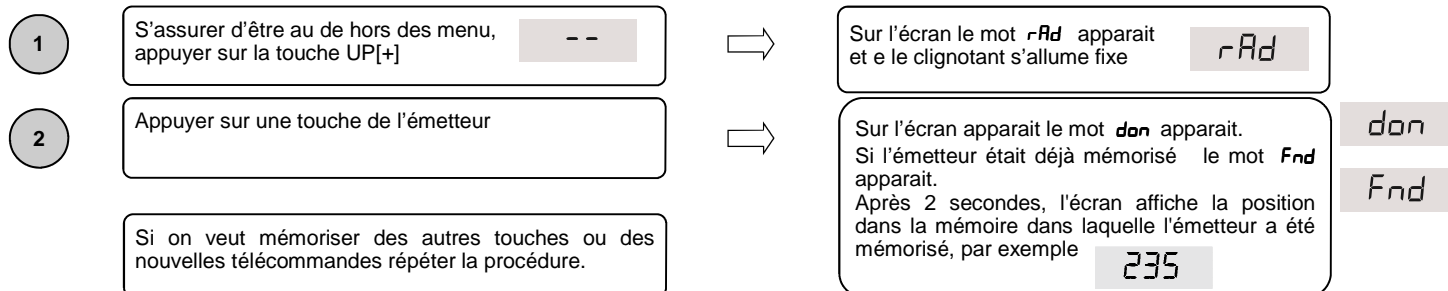 1
S'assurer d'être au de hors des menu,
appuyer sur la touche UP[+]
--
Sur l'écran le mot rAd apparait
et e le clignotant s'allume fixe
rAd
2
Appuyer sur une touche de l'émetteur
Sur l'écran apparait le mot don apparait.
Si l'émetteur était déjà mémorisé le mot Fnd
apparait.
Après 2 secondes, l'écran affiche la position
dans la mémoire dans laquelle l'émetteur a été
mémorisé, par exemple
235
don
Fnd
Si on veut mémoriser des autres touches ou des
nouvelles télécommandes répéter la procédure.